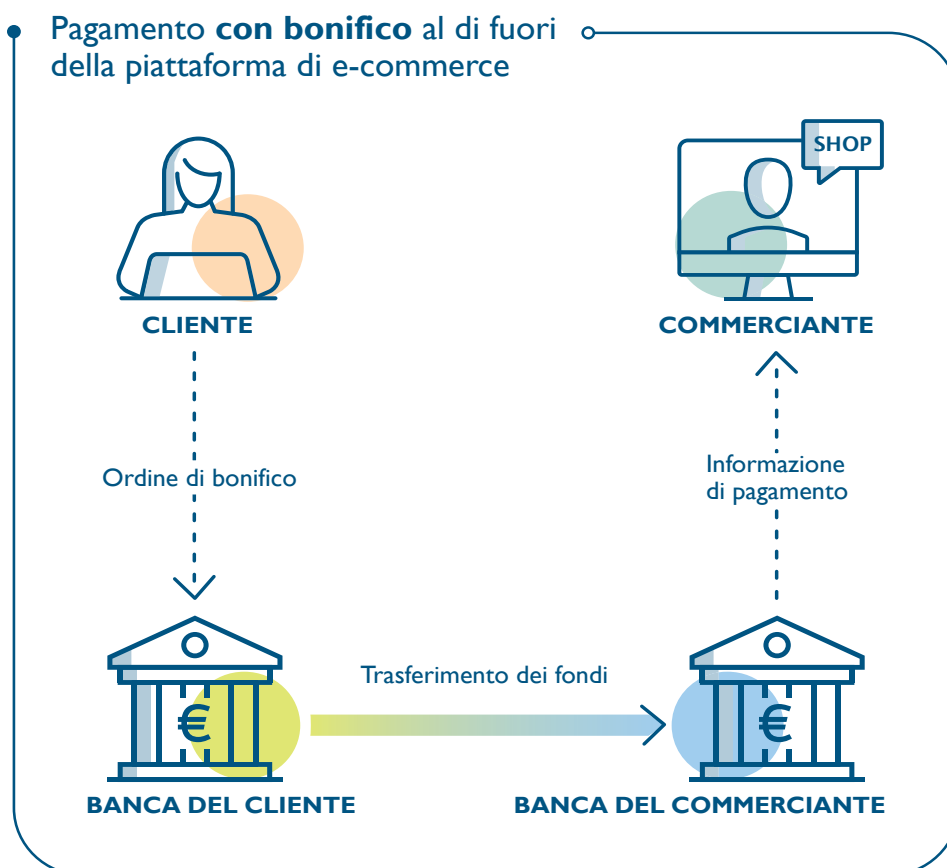 Pagamento con bonifico al di fuori
della piattaforma di e-commerce
SHOP
CLIENTE
COMMERCIANTE
Ordine di bonifico
Informazione
di pagamento
Trasferimento dei fondi
€
€
BANCA DEL CLIENTE
BANCA DEL COMMERCIANTE